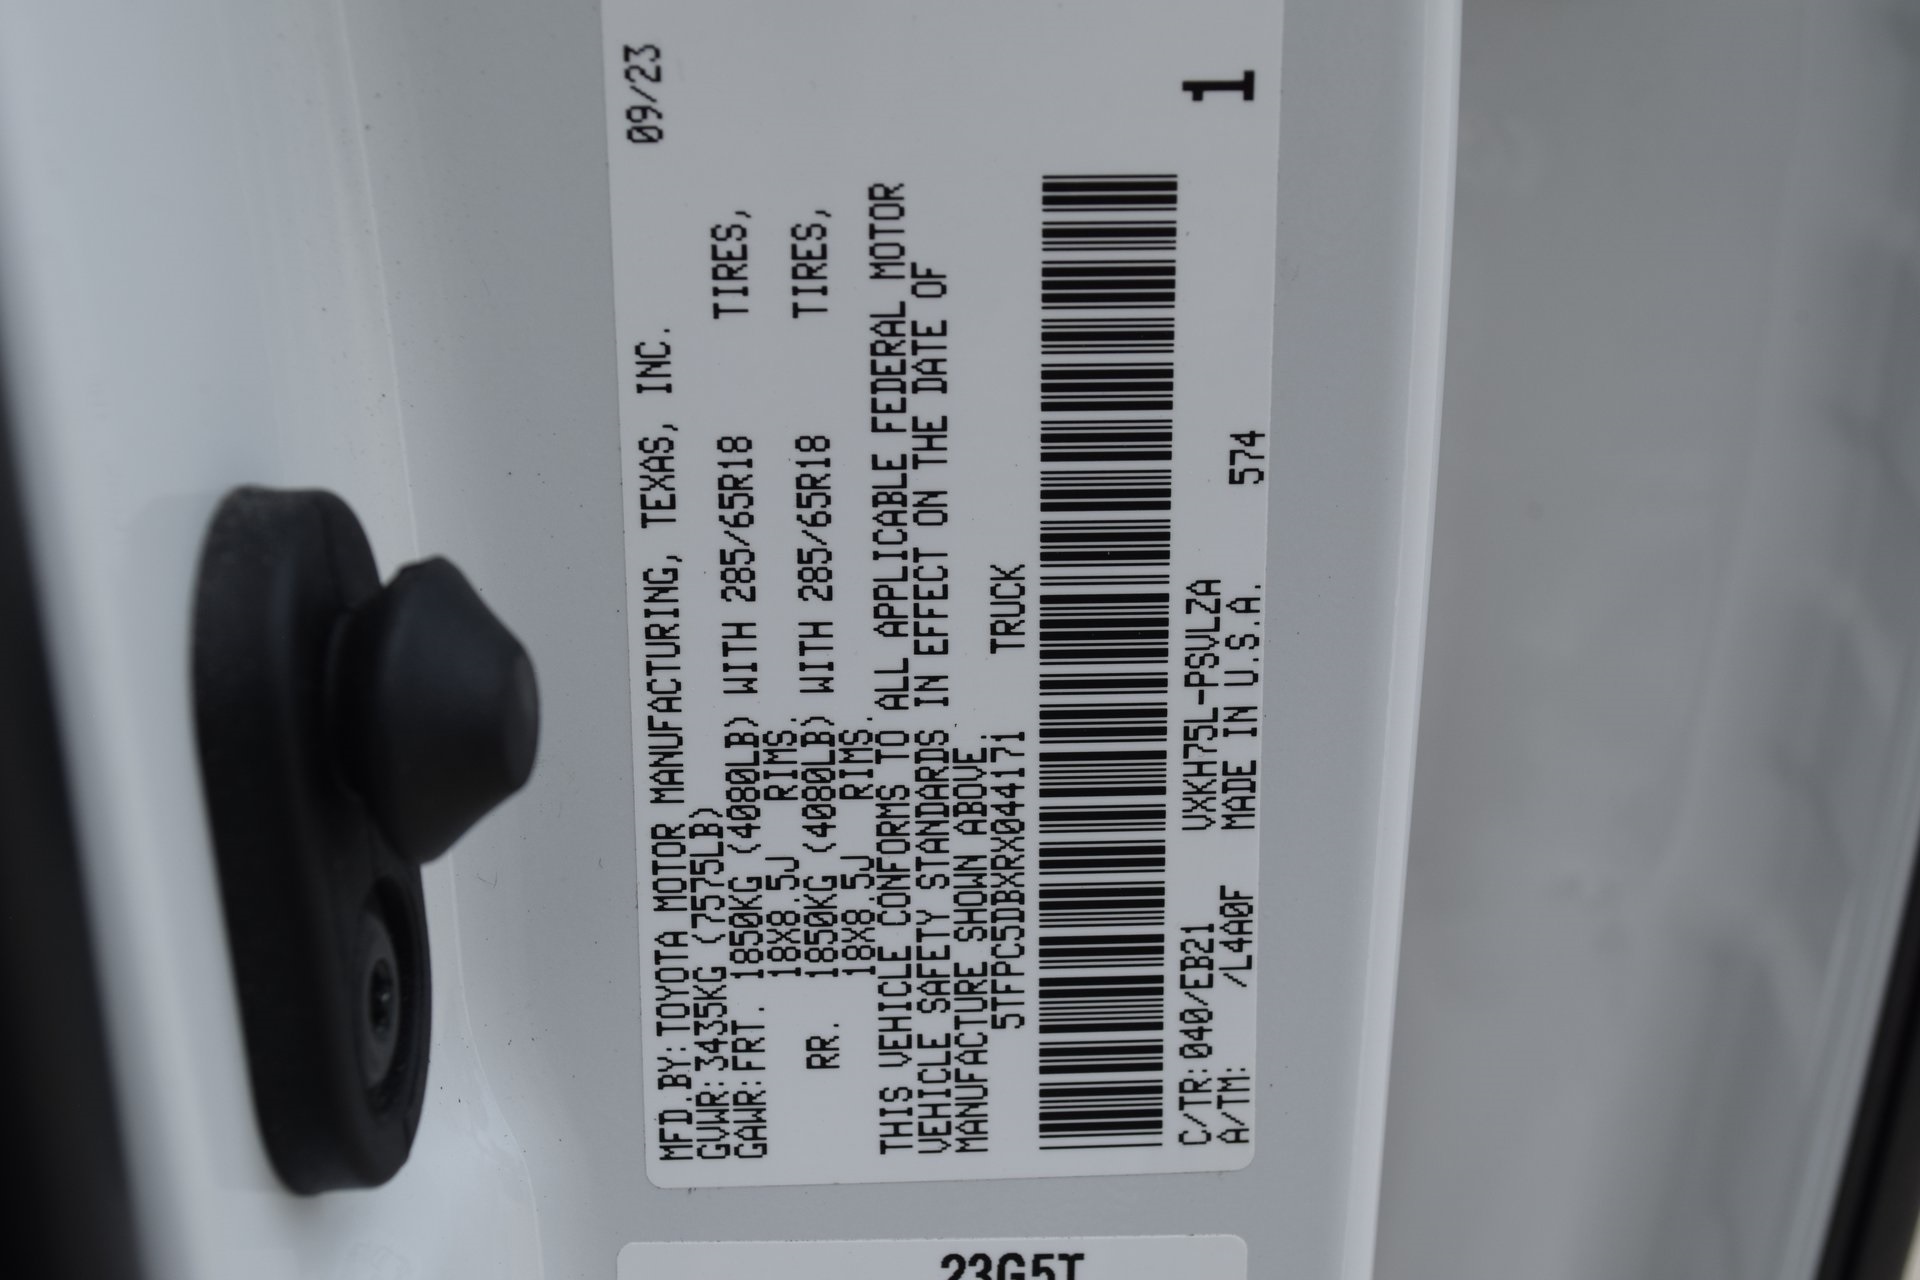 MFD.BY:TOYOTA MOTOR MANUFACTURING, TEXAS, INC. 09/23
GVWR:3435KG (7575LB)
GAWR:FRT. 1850KG (4080LB) WITH 285/65R18 TIRES,
18X8.5J RIMS.
RR. 1850KG (4080LB) WITH 285/65R18 TIRES,
18X8.5J RIMS.
THIS VEHICLE CONFORMS TO ALL APPLICABLE FEDERAL MOTOR
VEHICLE SAFETY STANDARDS IN EFFECT ON THE DATE OF
MANUFACTURE SHOWN ABOVE.
5TFPC5DBXRX044171 TRUCK
C/TR:040/EB21 VXKH75L-PSVLZA 1
A/TM: /L4A0F MADE IN U.S.A. 574
23G5T